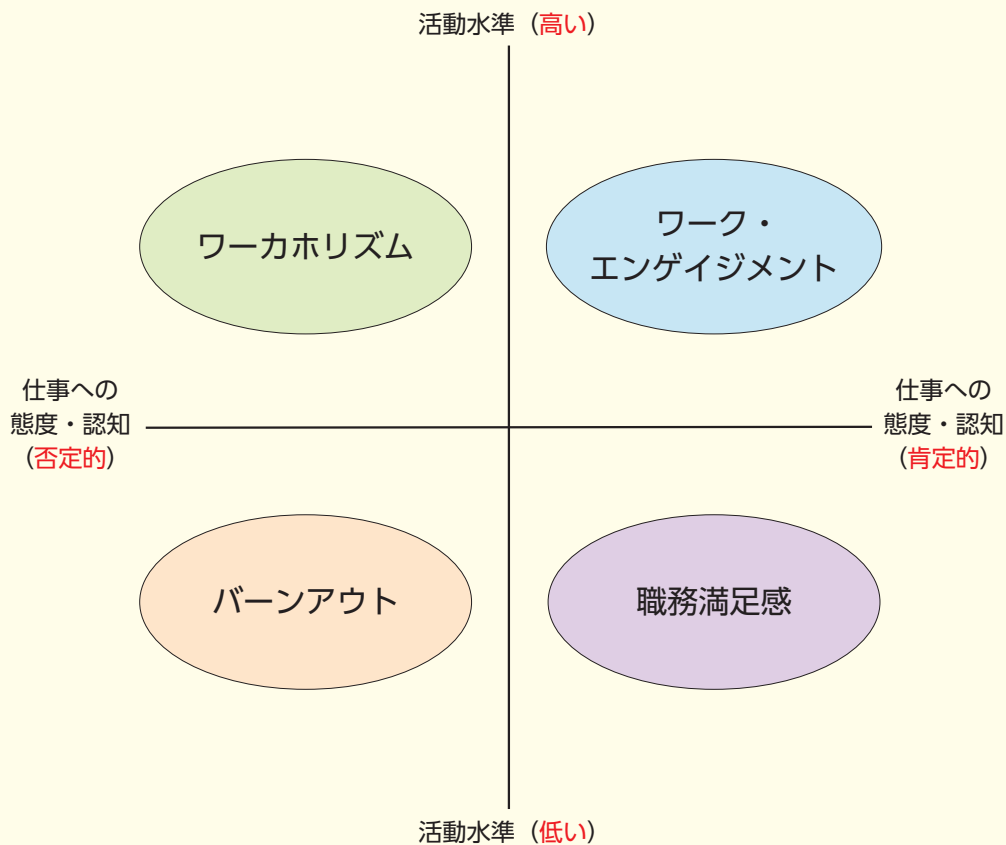 活動水準（高い）
ワーカホリズム
ワーク・
エンゲイジメント
仕事への
態度・認知
（否定的）
仕事への
態度・認知
（肯定的）
バーンアウト
職務満足感
活動水準（低い）